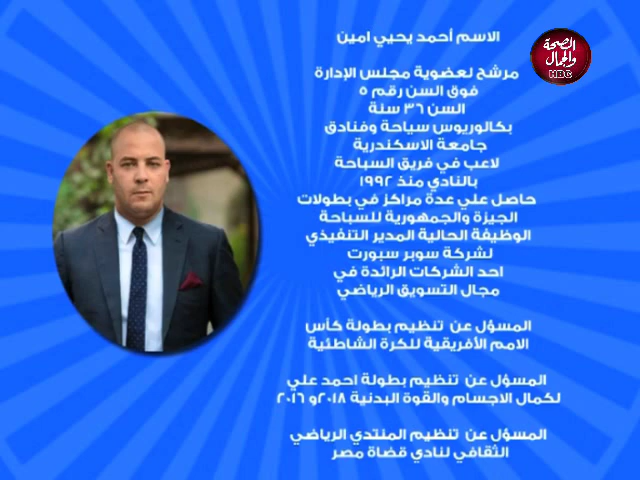 الاسم أحمد يحيي امين
الصحة
والجمال
HBC
مرشح لعضوية مجلس الإدارة
فوق السن رقم ٥
السن ٣٦ سنة
بكالوريوس سياحة وفنادق
جامعة الاسكندرية
لاعب في فريق السباحة
بالنادي منذ ١٩٩٢
حاصل علي عدة مراكز في بطولات
الجيزة والجمهورية للسباحة
الوظيفة الحالية المدير التنفيذي
لشركة سوبر سبورت
احد الشركات الرائدة في
مجال التسويق الرياضي
المسؤل عن تنظيم بطولة كأس
الامم الأفريقية للكرة الشاطئية
المسؤل عن تنظيم بطولة احمد علي
لكمال الاجسام والقوة البدنية ٢٠١٨و ٢٠١٦
المسؤل عن تنظيم المنتدي الرياضي
الثقافي لنادي قضاة مصر